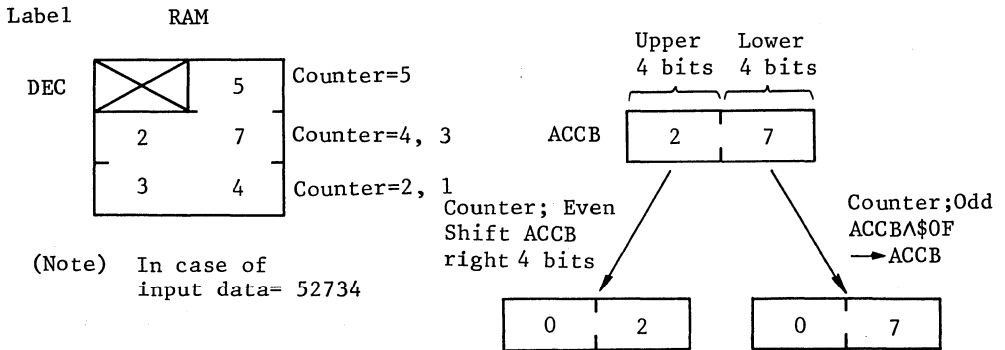 Label RAM
DEC
5 Counter=5
2 7 Counter=4, 3
3 4 Counter=2, 1
(Note) In case of
input data= 52734
Upper Lower
4 bits 4 bits
ACCB 2 7
Counter; Even
Shift ACCB
right 4 bits
Counter;Odd
ACCB∧$0F
→ACCB
0 2
0 7